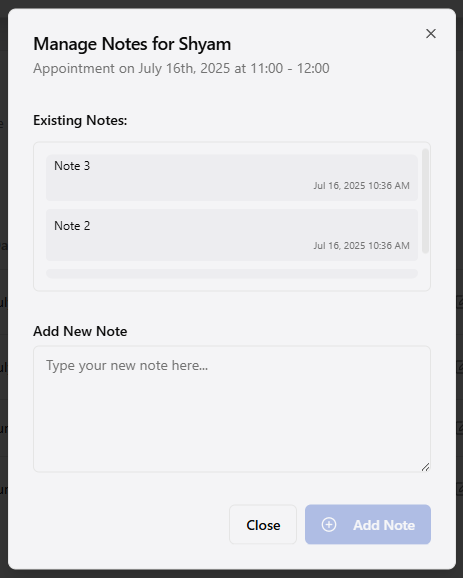 Manage Notes for Shyam
Appointment on July 16th, 2025 at 11:00 - 12:00
Existing Notes:
Note 3
Jul 16, 2025 10:36 AM
Note 2
Jul 16, 2025 10:36 AM
Add New Note
Type your new note here...
Close
Add Note